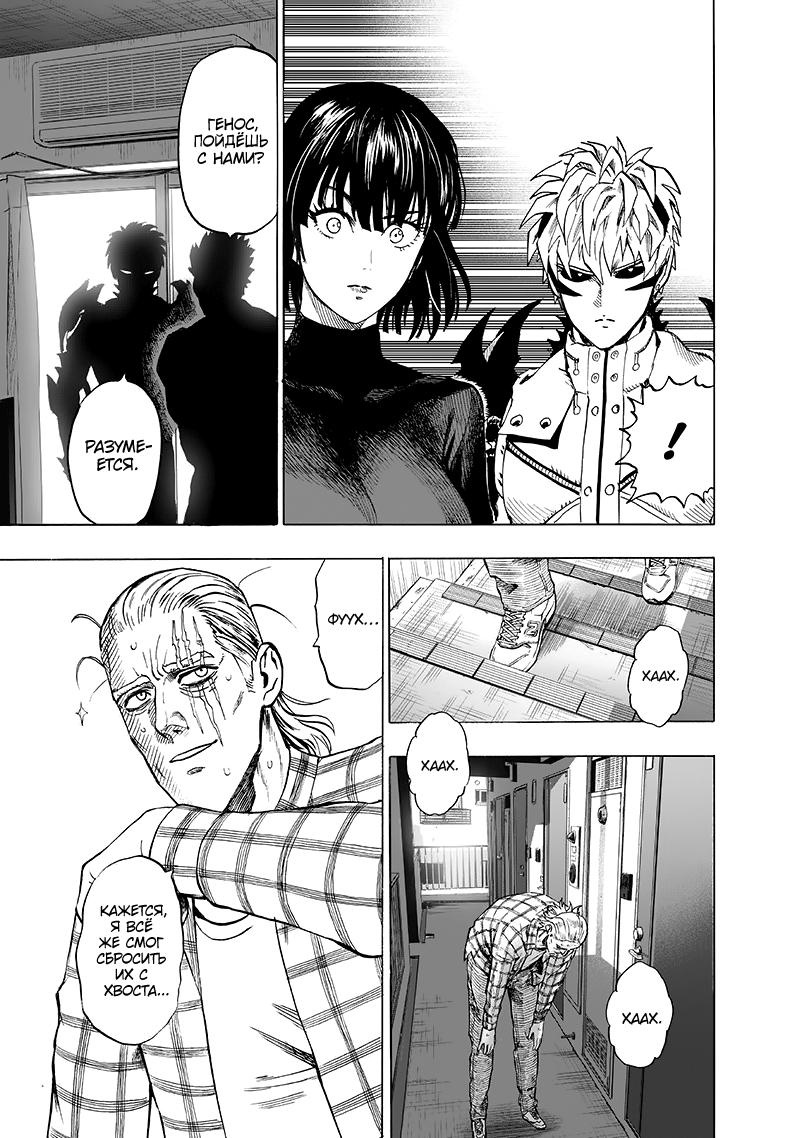 !
ГЕНОС,
ПОЙДЁШЬ
С НАМИ?
РАЗУМЕ-
ЕТСЯ.
ХААХ.
ХААХ.
ХААХ.
ФУУХ...
КАЖЕТСЯ,
Я ВСЁ
ЖЕ СМОГ
СБРОСИТЬ
ИХ С
ХВОСТА...